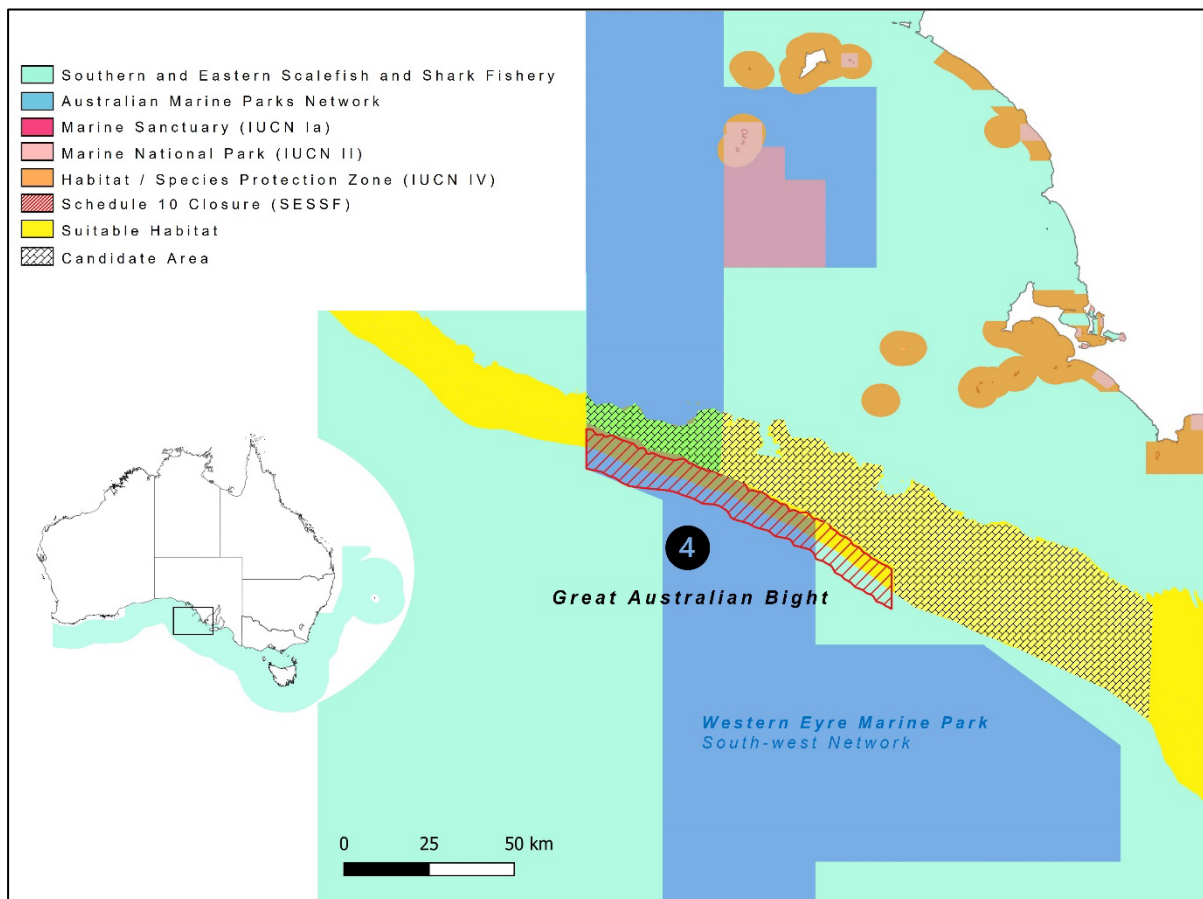 Southern and Eastern Scalefish and Shark Fishery
Australian Marine Parks Network
Marine Sanctuary (IUCN Ia)
Marine National Park (IUCN II)
Habitat / Species Protection Zone (IUCN IV)
Schedule 10 Closure (SESSF)
Suitable Habitat
Candidate Area
4
Great Australian Bight
Western Eyre Marine Park
South-west Network
0 25 50 km